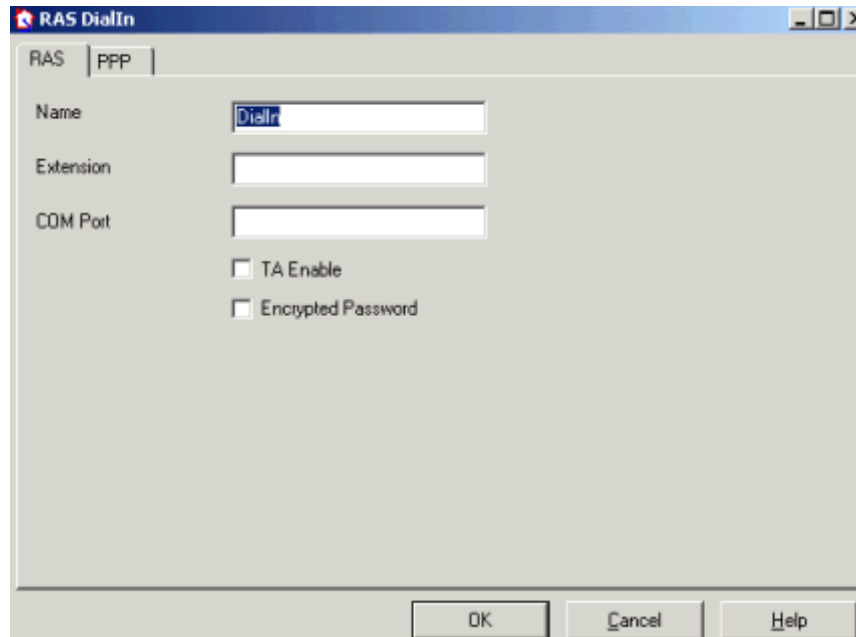 RAS DialIn
RAS PPP
Name DialIn
Extension
COM Port
TA Enable
Encrypted Password
OK Cancel Help